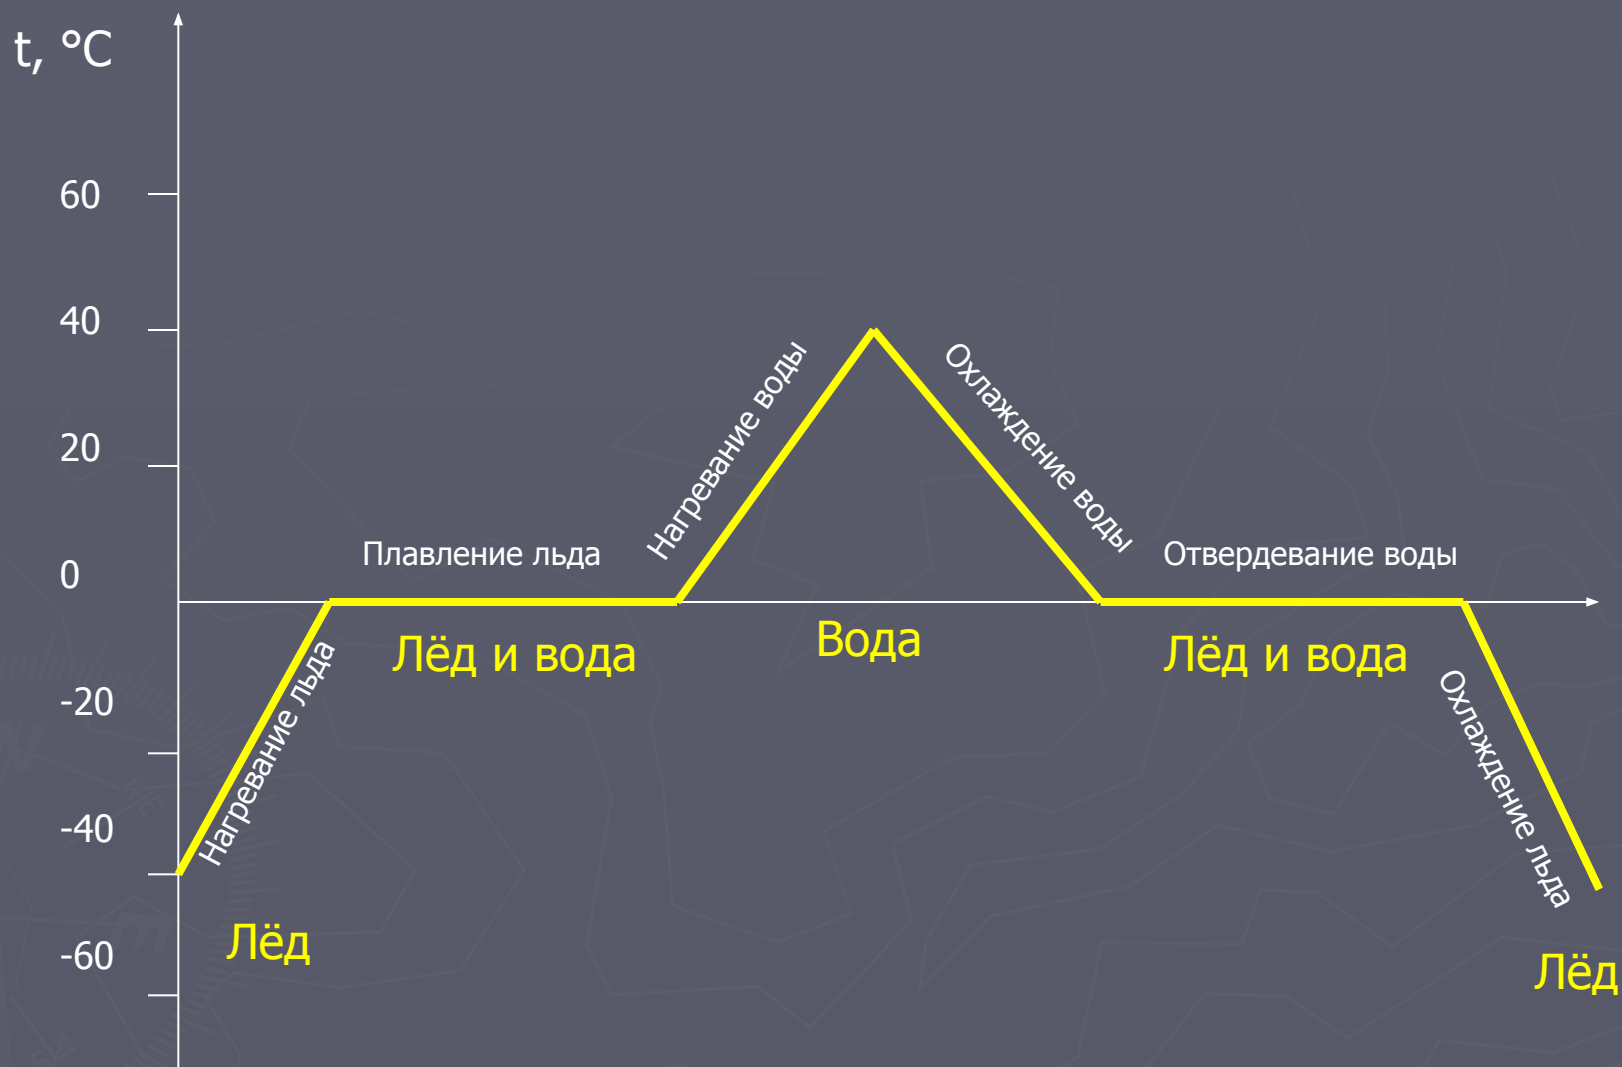 t, °C
60
40
20
0
-20
-40
-60
Нагревание льда
Плавление льда
Нагревание воды
Охлаждение воды
Отвердевание воды
Охлаждение льда
Лёд
Лёд и вода
Вода
Лёд и вода
Лёд